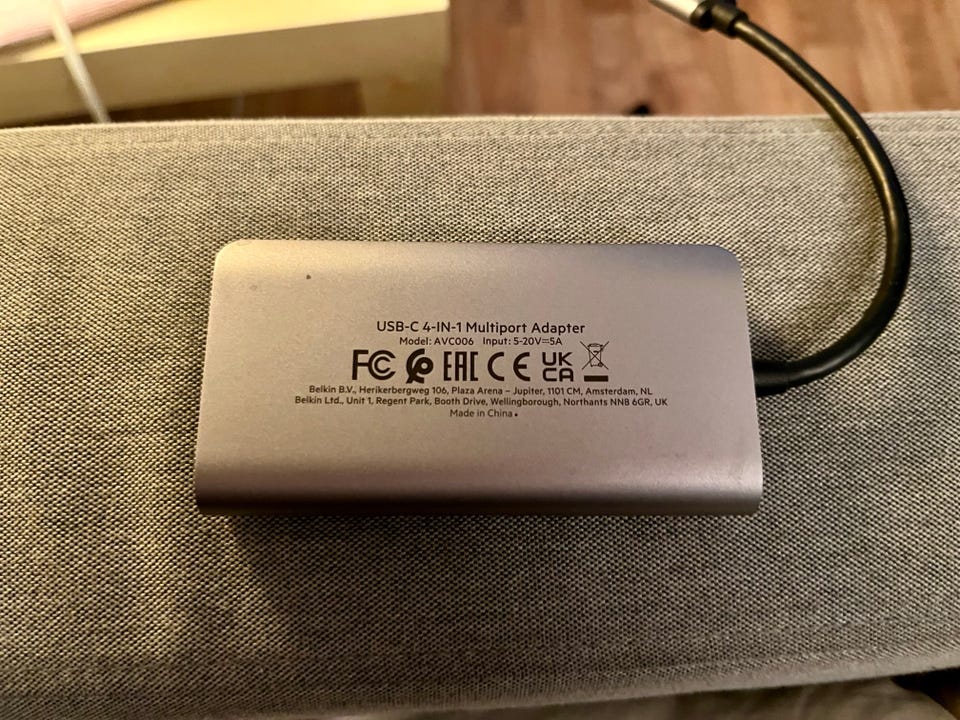 USB-C 4-IN-1 Multiport Adapter
Model: AVC006 Input: 5-20V⎓5A
FC EAC CE UK CA
Belkin B.V., Herikerbergweg 106, Plaza Arena – Jupiter, 1101 CM, Amsterdam, NL
Belkin Ltd., Unit 1, Regent Park, Booth Drive, Wellingborough, Northants NN8 6GR, UK
Made in China